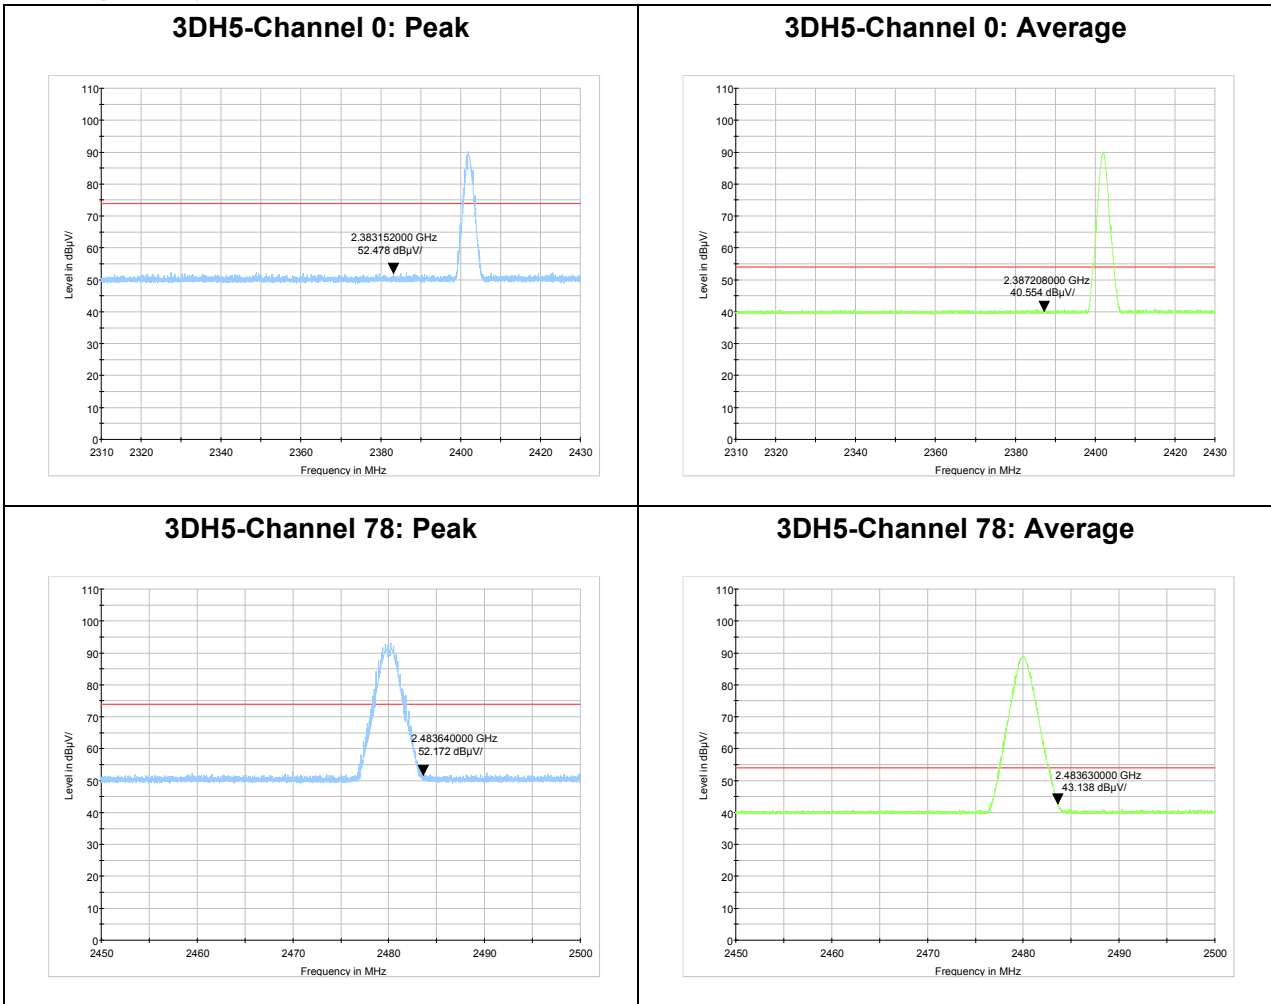 3DH5-Channel 0: Peak
110
100
90
80
70
60
50
40
30
20
10
0
Level in dBµV/
2.383152000 GHz
52.478 dBµV/
2310 2320 2340 2360 2380 2400 2420 2430
Frequency in MHz
3DH5-Channel 0: Average
110
100
90
80
70
60
50
40
30
20
10
0
Level in dBµV/
2.387208000 GHz
40.554 dBµV/
2310 2320 2340 2360 2380 2400 2420 2430
Frequency in MHz
3DH5-Channel 78: Peak
110
100
90
80
70
60
50
40
30
20
10
0
Level in dBµV/
2.483640000 GHz
52.172 dBµV/
2450 2460 2470 2480 2490 2500
Frequency in MHz
3DH5-Channel 78: Average
110
100
90
80
70
60
50
40
30
20
10
0
Level in dBµV/
2.483630000 GHz
43.138 dBµV/
2450 2460 2470 2480 2490 2500
Frequency in MHz